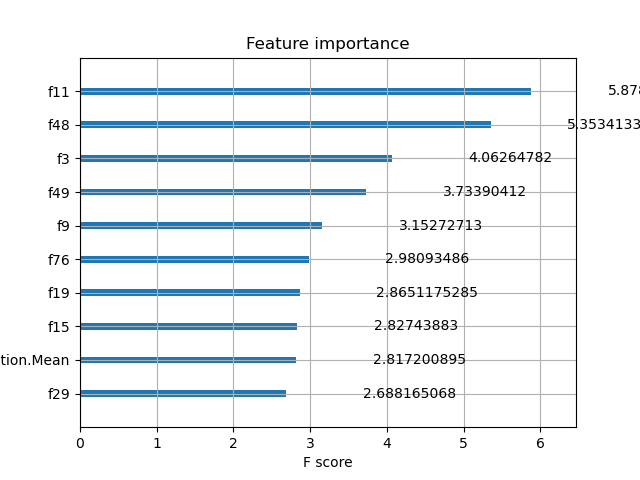 Feature importance
f11 5.878
f48 5.3534133
f3 4.06264782
f49 3.73390412
f9 3.15272713
f76 2.98093486
f19 2.8651175285
f15 2.82743883
tion.Mean 2.817200895
f29 2.688165068
0 1 2 3 4 5 6
F score